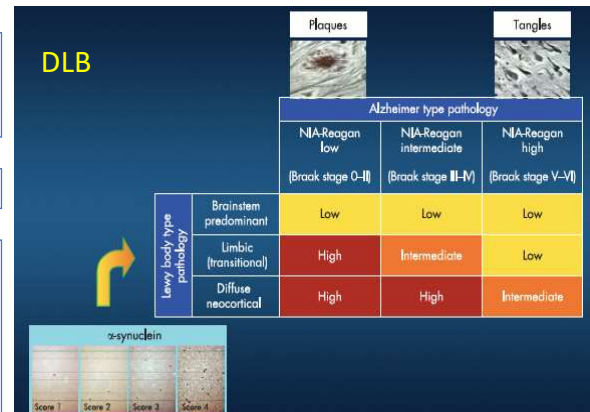 DLB
Plaques
Tangles
Alzheimer type pathology
NIA-Reagan low (Braak stage 0–II)
NIA-Reagan intermediate (Braak stage III–IV)
NIA-Reagan high (Braak stage V–VI)
Lewy body type pathology
Brainstem predominant
Low
Low
Low
Limbic (transitional)
High
Intermediate
Low
Diffuse neocortical
High
High
Intermediate
α-synuclein
Score 1
Score 2
Score 3
Score 4